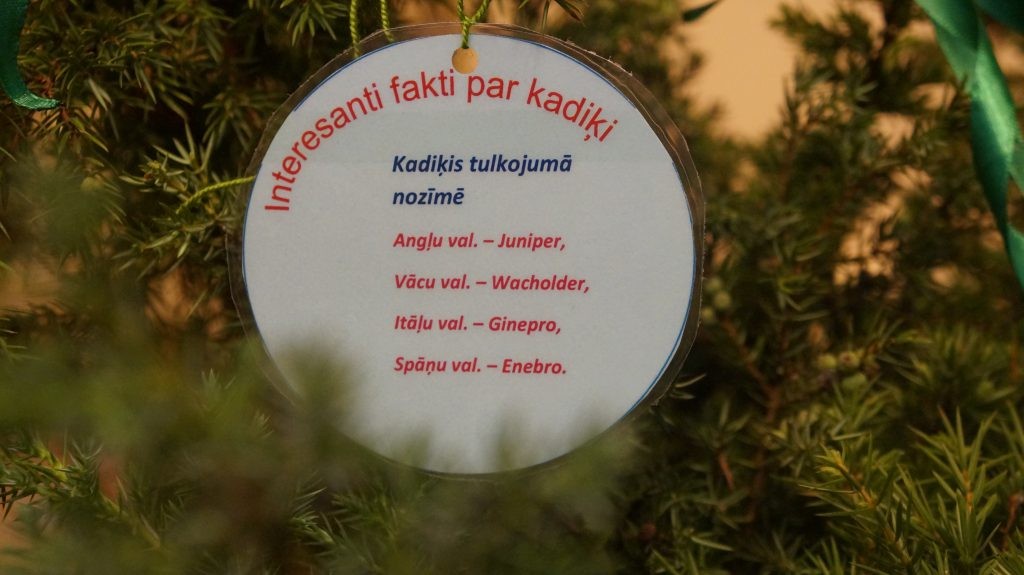 Interesanti fakti par kadiķi
Kadiķis tulkojumā
nozīmē
Angļu val. – Juniper,
Vācu val. – Wacholder,
Itāļu val. – Ginepro,
Spāņu val. – Enebro.